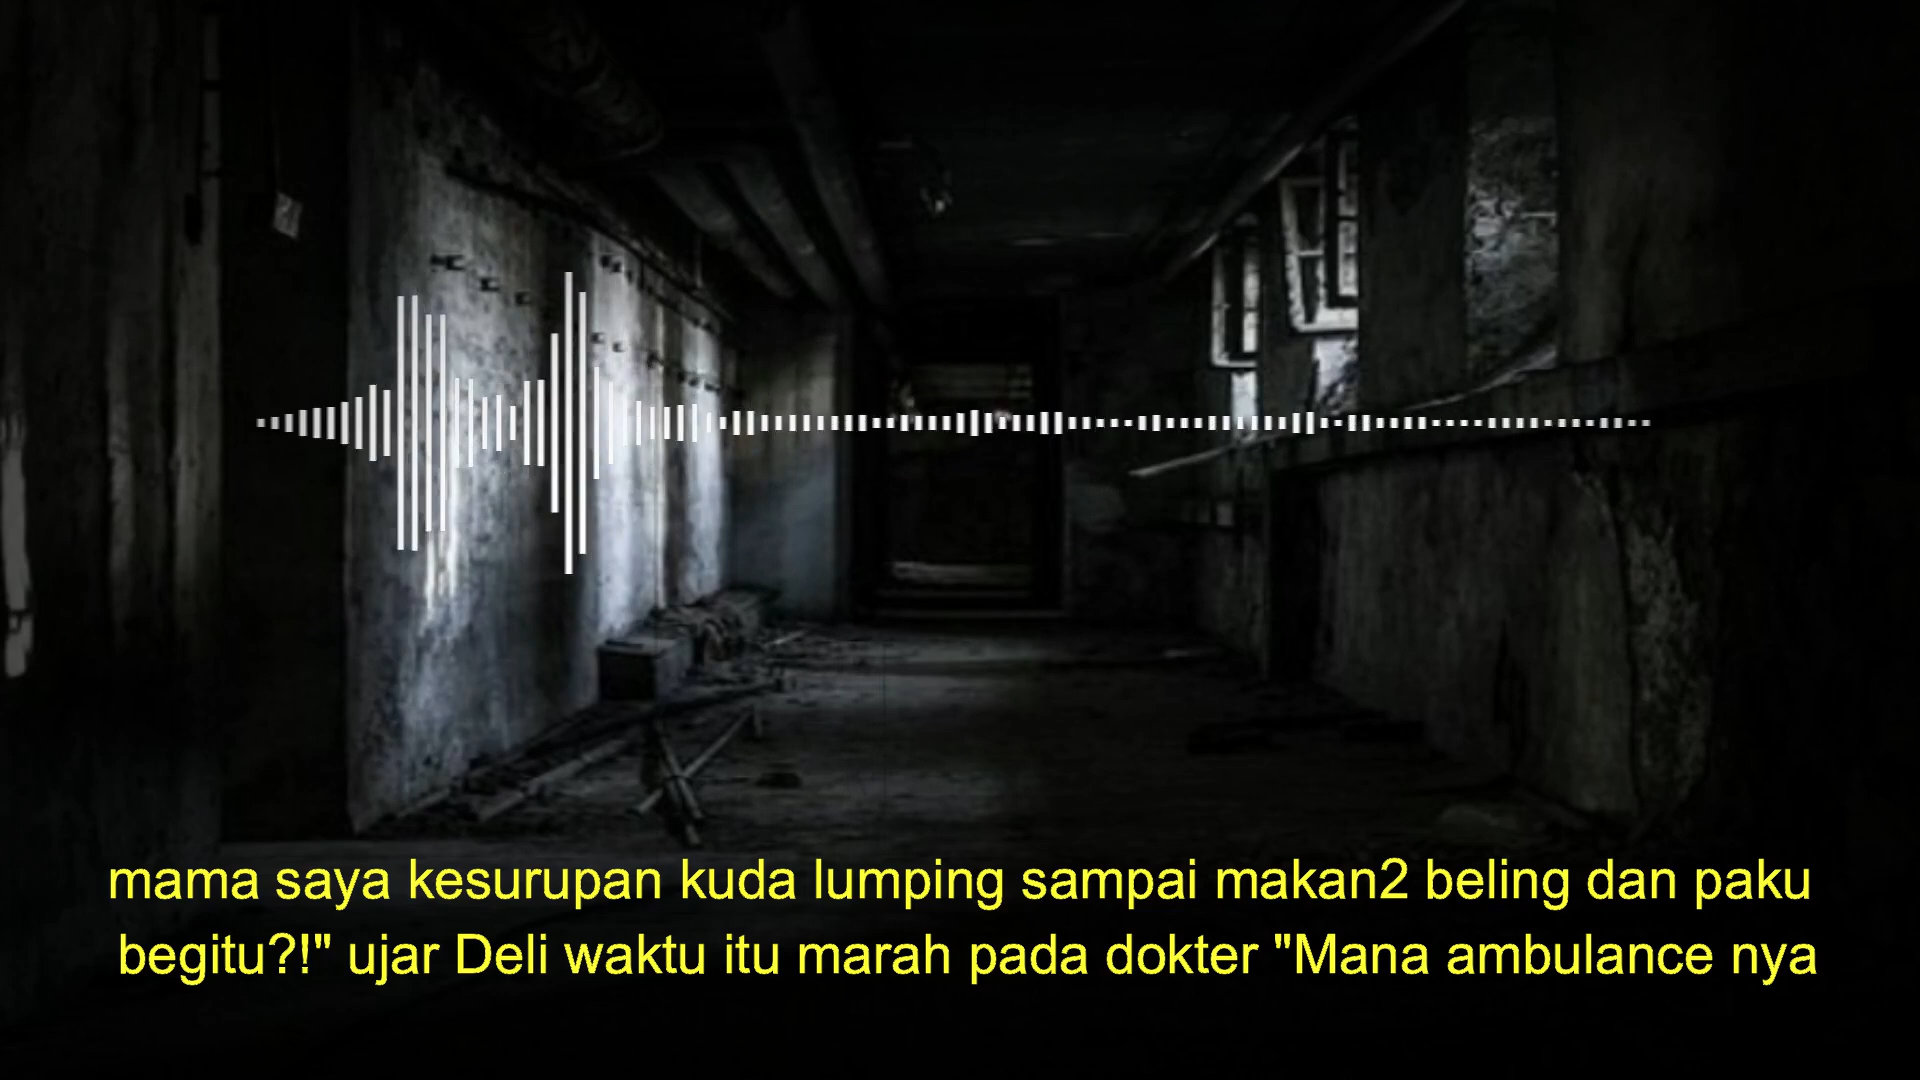 mama saya kesurupan kuda lumping sampai makan2 beling dan paku
begitu?!" ujar Deli waktu itu marah pada dokter "Mana ambulance nya